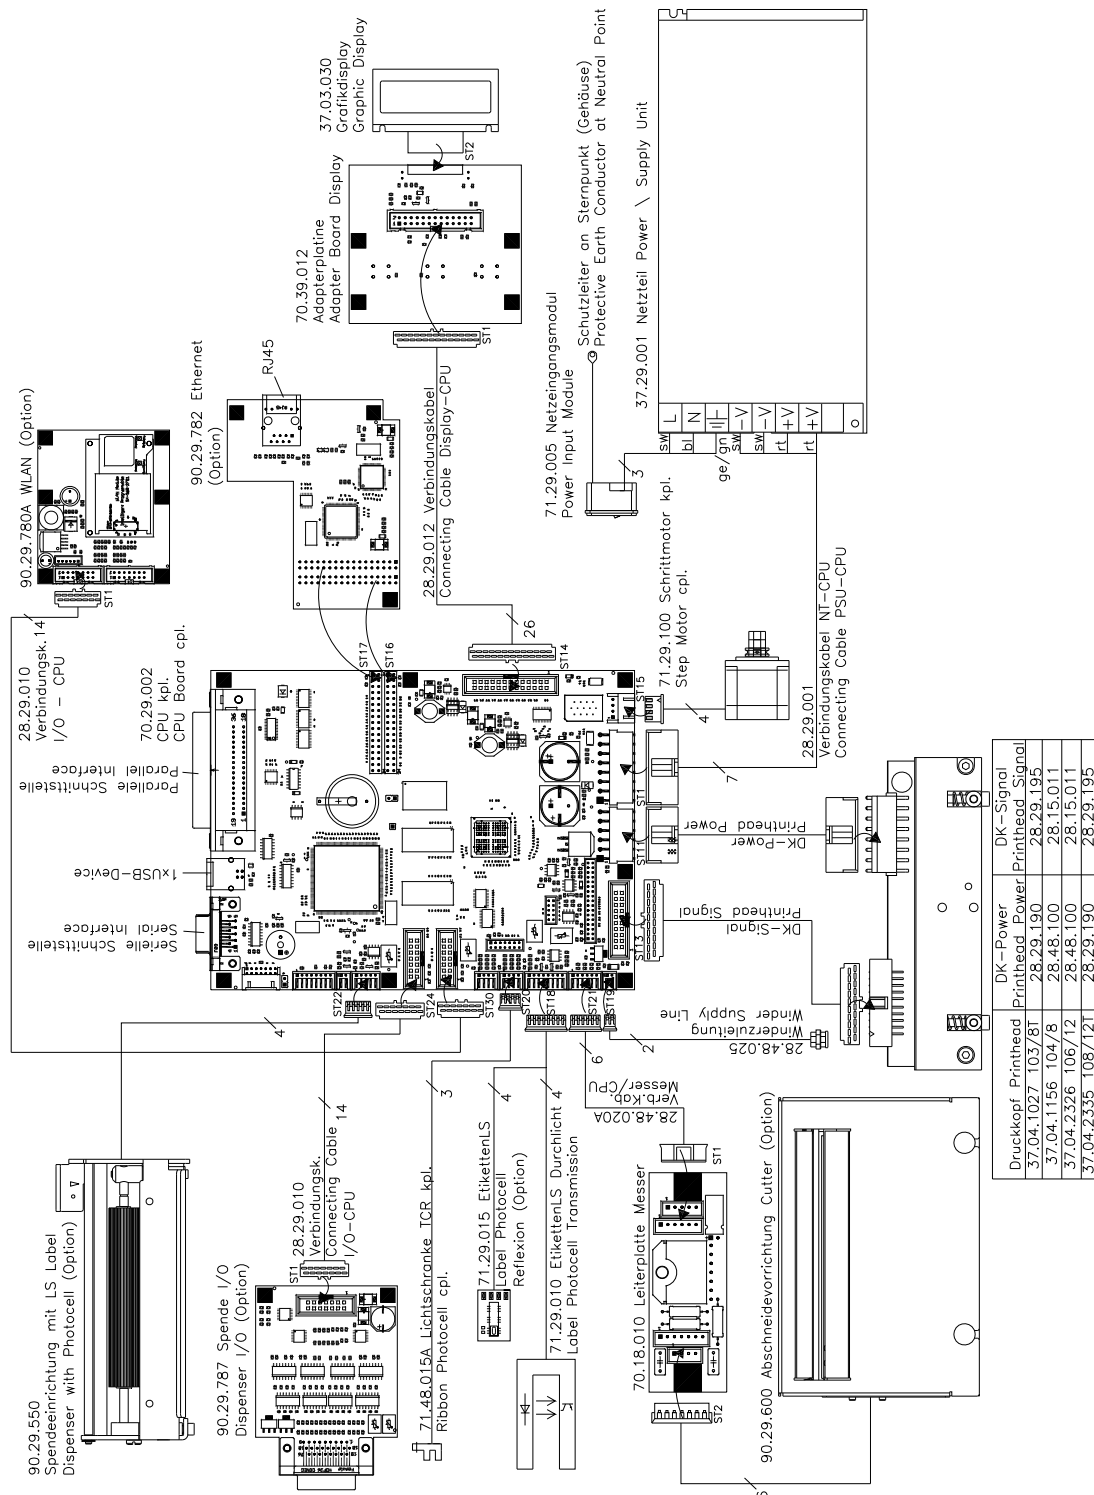 90.29.550
Spendeeinrichtung mit LS Label
Dispenser with Photocell (Option)
4
90.29.787 Spende I/O
Dispenser I/O (Option)
ST1
28.29.010
Verbindungsk.
Connecting Cable
I/O-CPU
14
71.48.015A Lichtschranke TCR kpl.
Ribbon Photocell cpl.
3
71.29.015 EtikettenLS
Label Photocell
Reflexion (Option)
4
71.29.010 EtikettenLS Durchlicht
Label Photocell Transmission
4
70.18.010 Leiterplatte Messer
ST1
ST2
28.48.020A
Verb.Kab.
Messer/CPU
6
90.29.600 Abschneidevorrichtung Cutter (Option)
28.48.025
Winderzuleitung
Winder Supply Line
2
28.29.010
Verbindungsk.
I/O - CPU
14
90.29.780A WLAN (Option)
ST1
70.29.002
CPU kpl.
CPU Board cpl.
Parallele Schnittstelle
Parallel Interface
1xUSB-Device
Serielle Schnittstelle
Serial Interface
36
18
19
1
ST17
ST16
ST14
ST15
ST11
ST11
ST13
ST22
ST24
ST30
ST20
ST18
ST21
ST19
90.29.782 Ethernet
(Option)
RJ45
28.29.012 Verbindungskabel
Connecting Cable Display-CPU
26
70.39.012
Adapterplatine
Adapter Board Display
ST1
ST2
37.03.030
Grafikdisplay
Graphic Display
71.29.005 Netzeingangsmodul
Power Input Module
Schutzleiter an Sternpunkt (Gehäuse)
Protective Earth Conductor at Neutral Point
3
37.29.001 Netzteil Power \ Supply Unit
sw L
bl N
ge/gn
sw -V
sw -V
rt +V
rt +V
71.29.100 Schrittmotor kpl.
Step Motor cpl.
4
28.29.001
Verbindungskabel NT-CPU
Connecting Cable PSU-CPU
7
DK-Power
Printhead Power
DK-Signal
Printhead Signal
Druckkopf Printhead DK-Power Printhead Power DK-Signal Printhead Signal
37.04.1027 103/8T 28.29.190 28.29.195
37.04.1156 104/8 28.48.100 28.15.011
37.04.2326 106/12 28.48.100 28.15.011
37.04.2335 108/12T 28.29.190 28.29.195